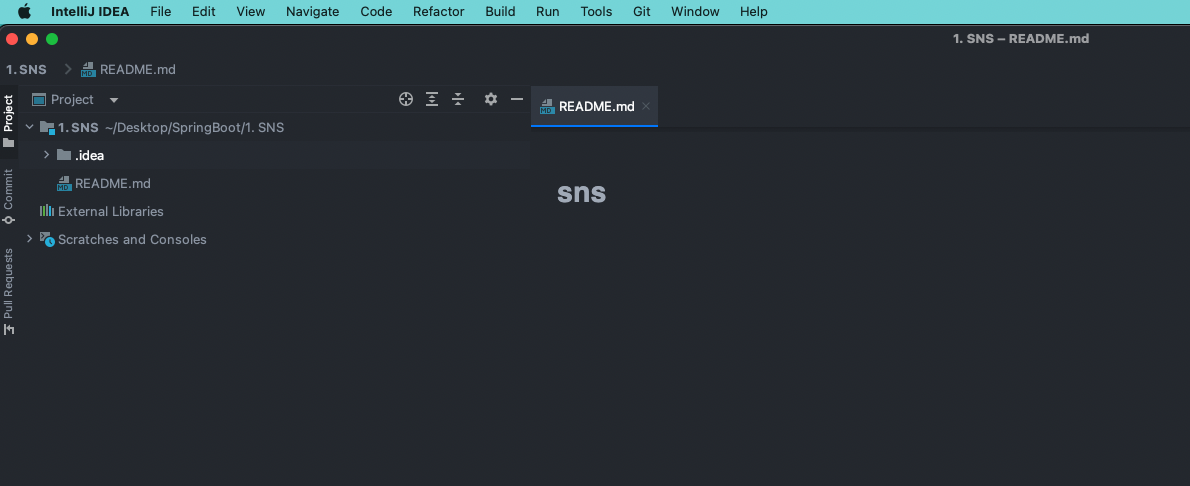 IntelliJ IDEA File Edit View Navigate Code Refactor Build Run Tools Git Window Help
1. SNS – README.md
1. SNS README.md
Project
README.md
1. SNS ~/Desktop/SpringBoot/1. SNS
.idea
README.md
External Libraries
Scratches and Consoles
sns
Project
Commit
Pull Requests